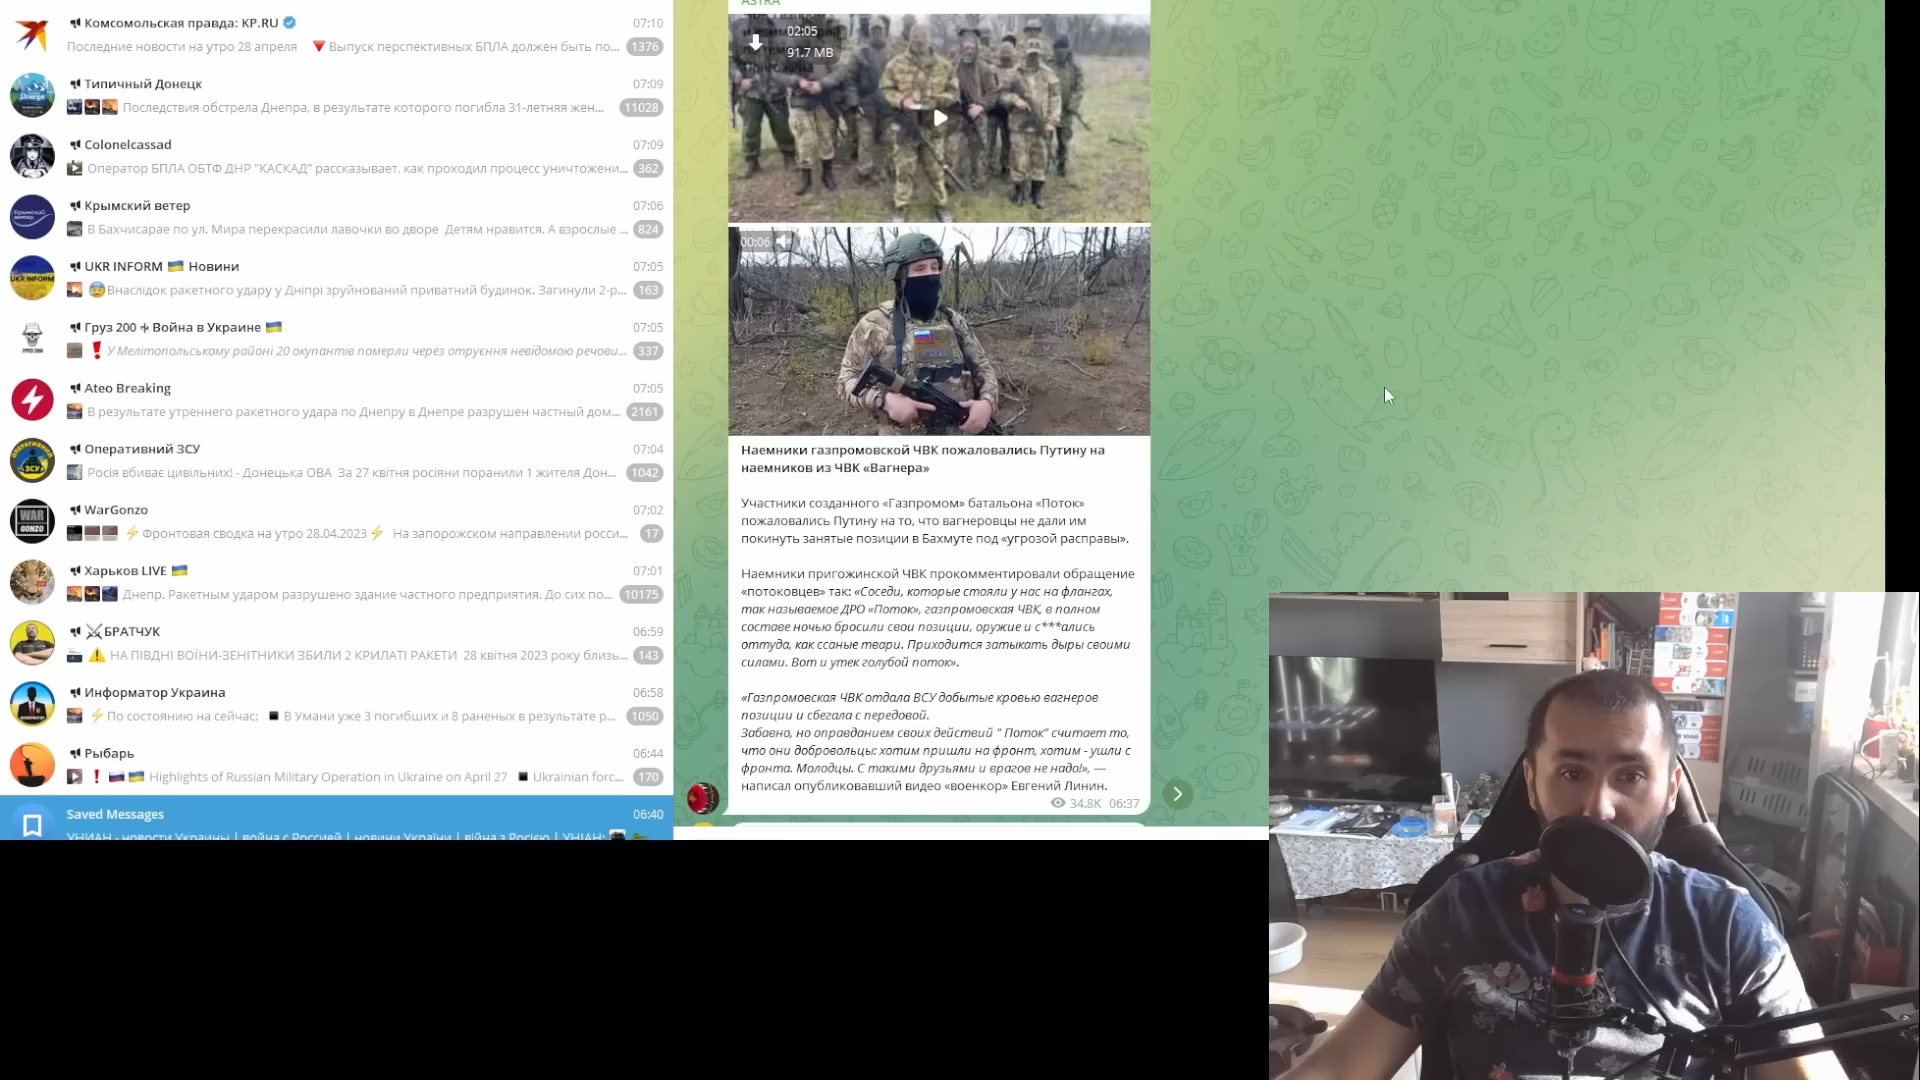 Комсомольская правда: KP.RU
07:10
Последние новости на утро 28 апреля 🔻 Выпуск перспективных БПЛА должен быть по...
1376
Типичный Донецк
07:09
Последствия обстрела Днепра, в результате которого погибла 31-летняя жен...
11028
Colonelcassad
07:09
Оператор БПЛА ОБТФ ДНР "КАСКАД" рассказывает, как проходил процесс уничтожени...
362
Крымский ветер
07:06
В Бахчисарае по ул. Мира перекрасили лавочки во дворе Детям нравится. А взрослые ...
824
UKR INFORM 🇺🇦 Новини
07:05
😰Внаслідок ракетного удару у Дніпрі зруйнований приватний будинок. Загинули 2-р...
163
Груз 200 ⚰ Война в Украине 🇺🇦
07:05
❗ У Мелітопольському районі 20 окупантів померли через отруєння невідомою речови...
337
Ateo Breaking
07:05
В результате утреннего ракетного удара по Днепру в Днепре разрушен частный дом...
2161
Оперативний ЗСУ
07:04
Росія вбиває цивільних! - Донецька ОВА За 27 квітня росіяни поранили 1 жителя Дон...
1042
WarGonzo
07:02
⚡Фронтовая сводка на утро 28.04.2023⚡ На запорожском направлении росси...
17
Харьков LIVE 🇺🇦
07:01
Днепр. Ракетным ударом разрушено здание частного предприятия. До сих по...
10175
⚔БРАТЧУК
06:59
⚠ НА ПІВДНІ ВОЇНИ-ЗЕНІТНИКИ ЗБИЛИ 2 КРИЛАТІ РАКЕТИ 28 квітня 2023 року близь...
143
Информатор Украина
06:58
⚡По состоянию на сейчас: ◾ В Умани уже 3 погибших и 8 раненых в результате р...
1050
Рыбарь
06:44
❗ 🇷🇺🇺🇦 Highlights of Russian Military Operation in Ukraine on April 27 ◾ Ukrainian forc...
170
Saved Messages
06:40
УНИАН - новости Украины | война с Россией | новини України | війна з Росією | УНІАН:
ASTRA
02:05
91.7 MB
00:06
Наемники газпромовской ЧВК пожаловались Путину на
наемников из ЧВК «Вагнера»
Участники созданного «Газпромом» батальона «Поток»
пожаловались Путину на то, что вагнеровцы не дали им
покинуть занятые позиции в Бахмуте под «угрозой расправы».
Наемники пригожинской ЧВК прокомментировали обращение
«потоковцев» так: «Соседи, которые стояли у нас на флангах,
так называемое ДРО «Поток», газпромовская ЧВК, в полном
составе ночью бросили свои позиции, оружие и с***ались
оттуда, как ссаные твари. Приходится затыкать дыры своими
силами. Вот и утек голубой поток».
«Газпромовская ЧВК отдала ВСУ добытые кровью вагнеров
позиции и сбегала с передовой.
Забавно, но оправданием своих действий " Поток" считает то,
что они добровольцы: хотим пришли на фронт, хотим - ушли с
фронта. Молодцы. С такими друзьями и врагов не надо!», —
написал опубликовавший видео «военкор» Евгений Линин.
34.8K 06:37